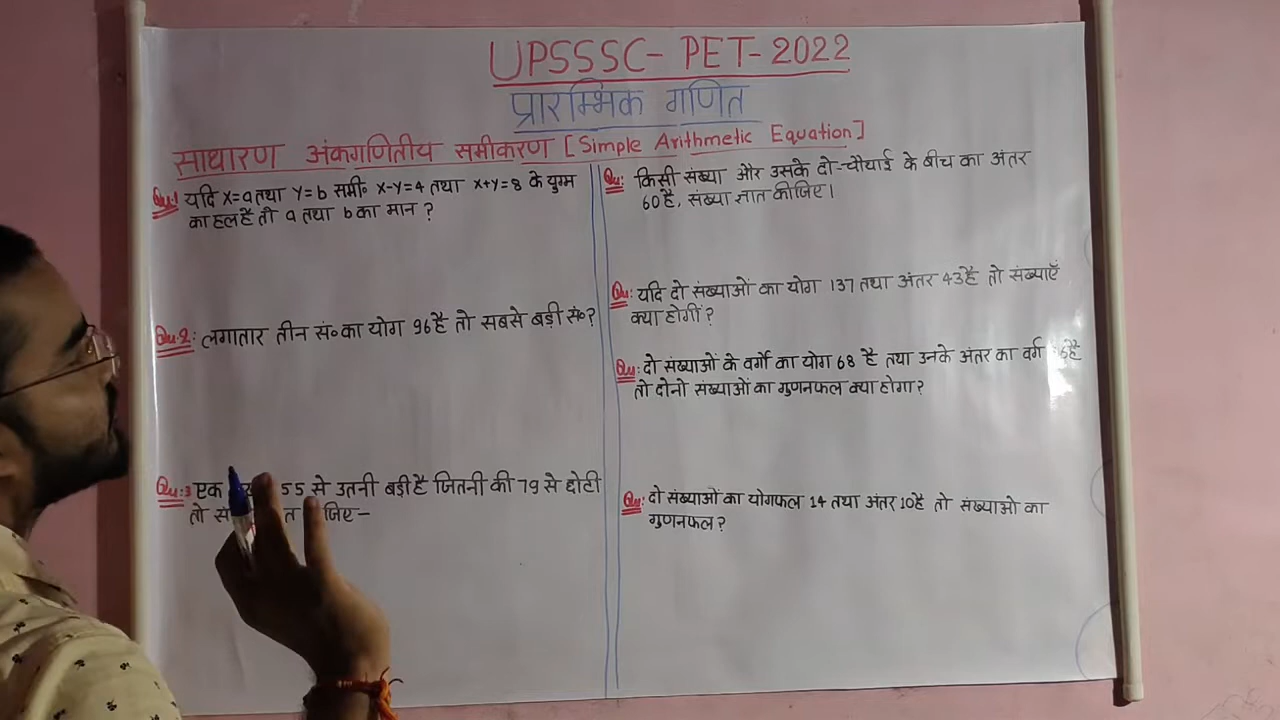 UPSSSC- PET-2022
प्रारम्भिक गणित
साधारण अंकगणितीय समीकरण [Simple Arithmetic Equation]
Qu.1 यदि X=a तथा Y=b समी॰ X-Y=4 तथा X+Y=8 के युग्म
का हल है तो a तथा b का मान ?
Qu.2: लगातार तीन सं॰ का योग 96 है तो सबसे बड़ी सं॰ ?
Qu.:3 एक 55 से उतनी बड़ी है जितनी की 79 से छोटी
तो
Qu: किसी संख्या और उसके दो-चौथाई के बीच का अंतर
60 है, संख्या ज्ञात कीजिए।
Qu: यदि दो संख्याओं का योग 137 तथा अंतर 43 है तो संख्याएँ
क्या होगीं ?
Qu: दो संख्याओं के वर्गों का योग 68 है तथा उनके अंतर का वर्ग है
तो दोनो संख्याओं का गुणनफल क्या होगा ?
Qu: दो संख्याओं का योगफल 14 तथा अंतर 10 है तो संख्याओं का
गुणनफल ?